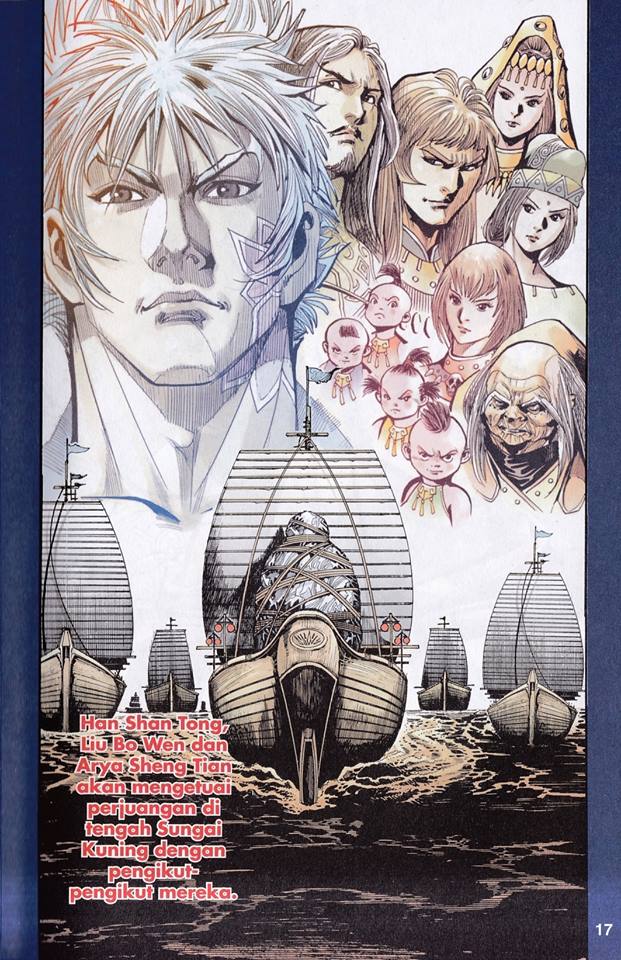 Han Shan Tong,
Liu Bo Wen dan
Arya Sheng Tian
akan mengetuai
perjuangan di
tengah Sungai
Kuning dengan
pengikut-
pengikut mereka.
17